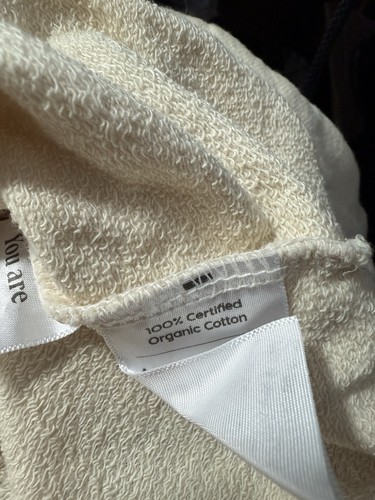 You are
100% Certified
Organic Cotton